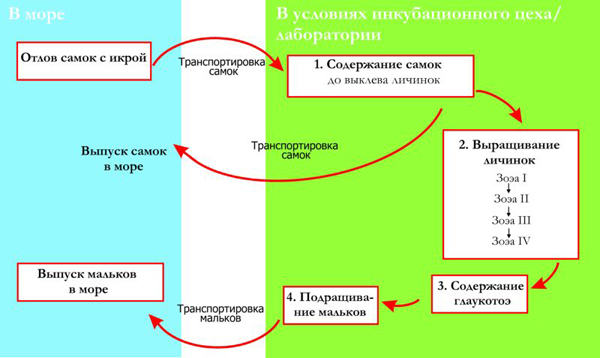 В море
В условиях инкубационного цеха/
лаборатории
Отлов самок с икрой
Транспортировка
самок
1. Содержание самок
до выклева личинок
Выпуск самок
в море
Транспортировка
самок
2. Выращивание
личинок
Зоэа I
Зоэа II
Зоэа III
Зоэа IV
3. Содержание
глаукотоэ
4. Подращива-
ние мальков
Транспортировка
мальков
Выпуск мальков
в море